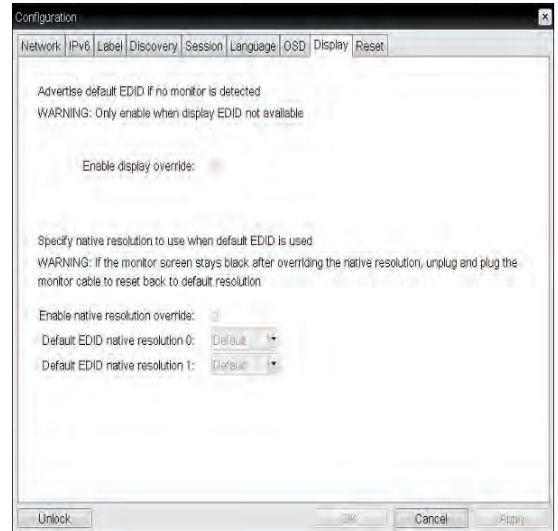 Configuration
Network IPv6 Label Discovery Session Language OSD Display Reset
Advertise default EDID if no monitor is detected
WARNING: Only enable when display EDID not available
Enable display override:
Specify native resolution to use when default EDID is used
WARNING: If the monitor screen stays black after overriding the native resolution, unplug and plug the
monitor cable to reset back to default resolution
Enable native resolution override:
Default EDID native resolution 0: Default
Default EDID native resolution 1: Default
Unlock OK Cancel Apply